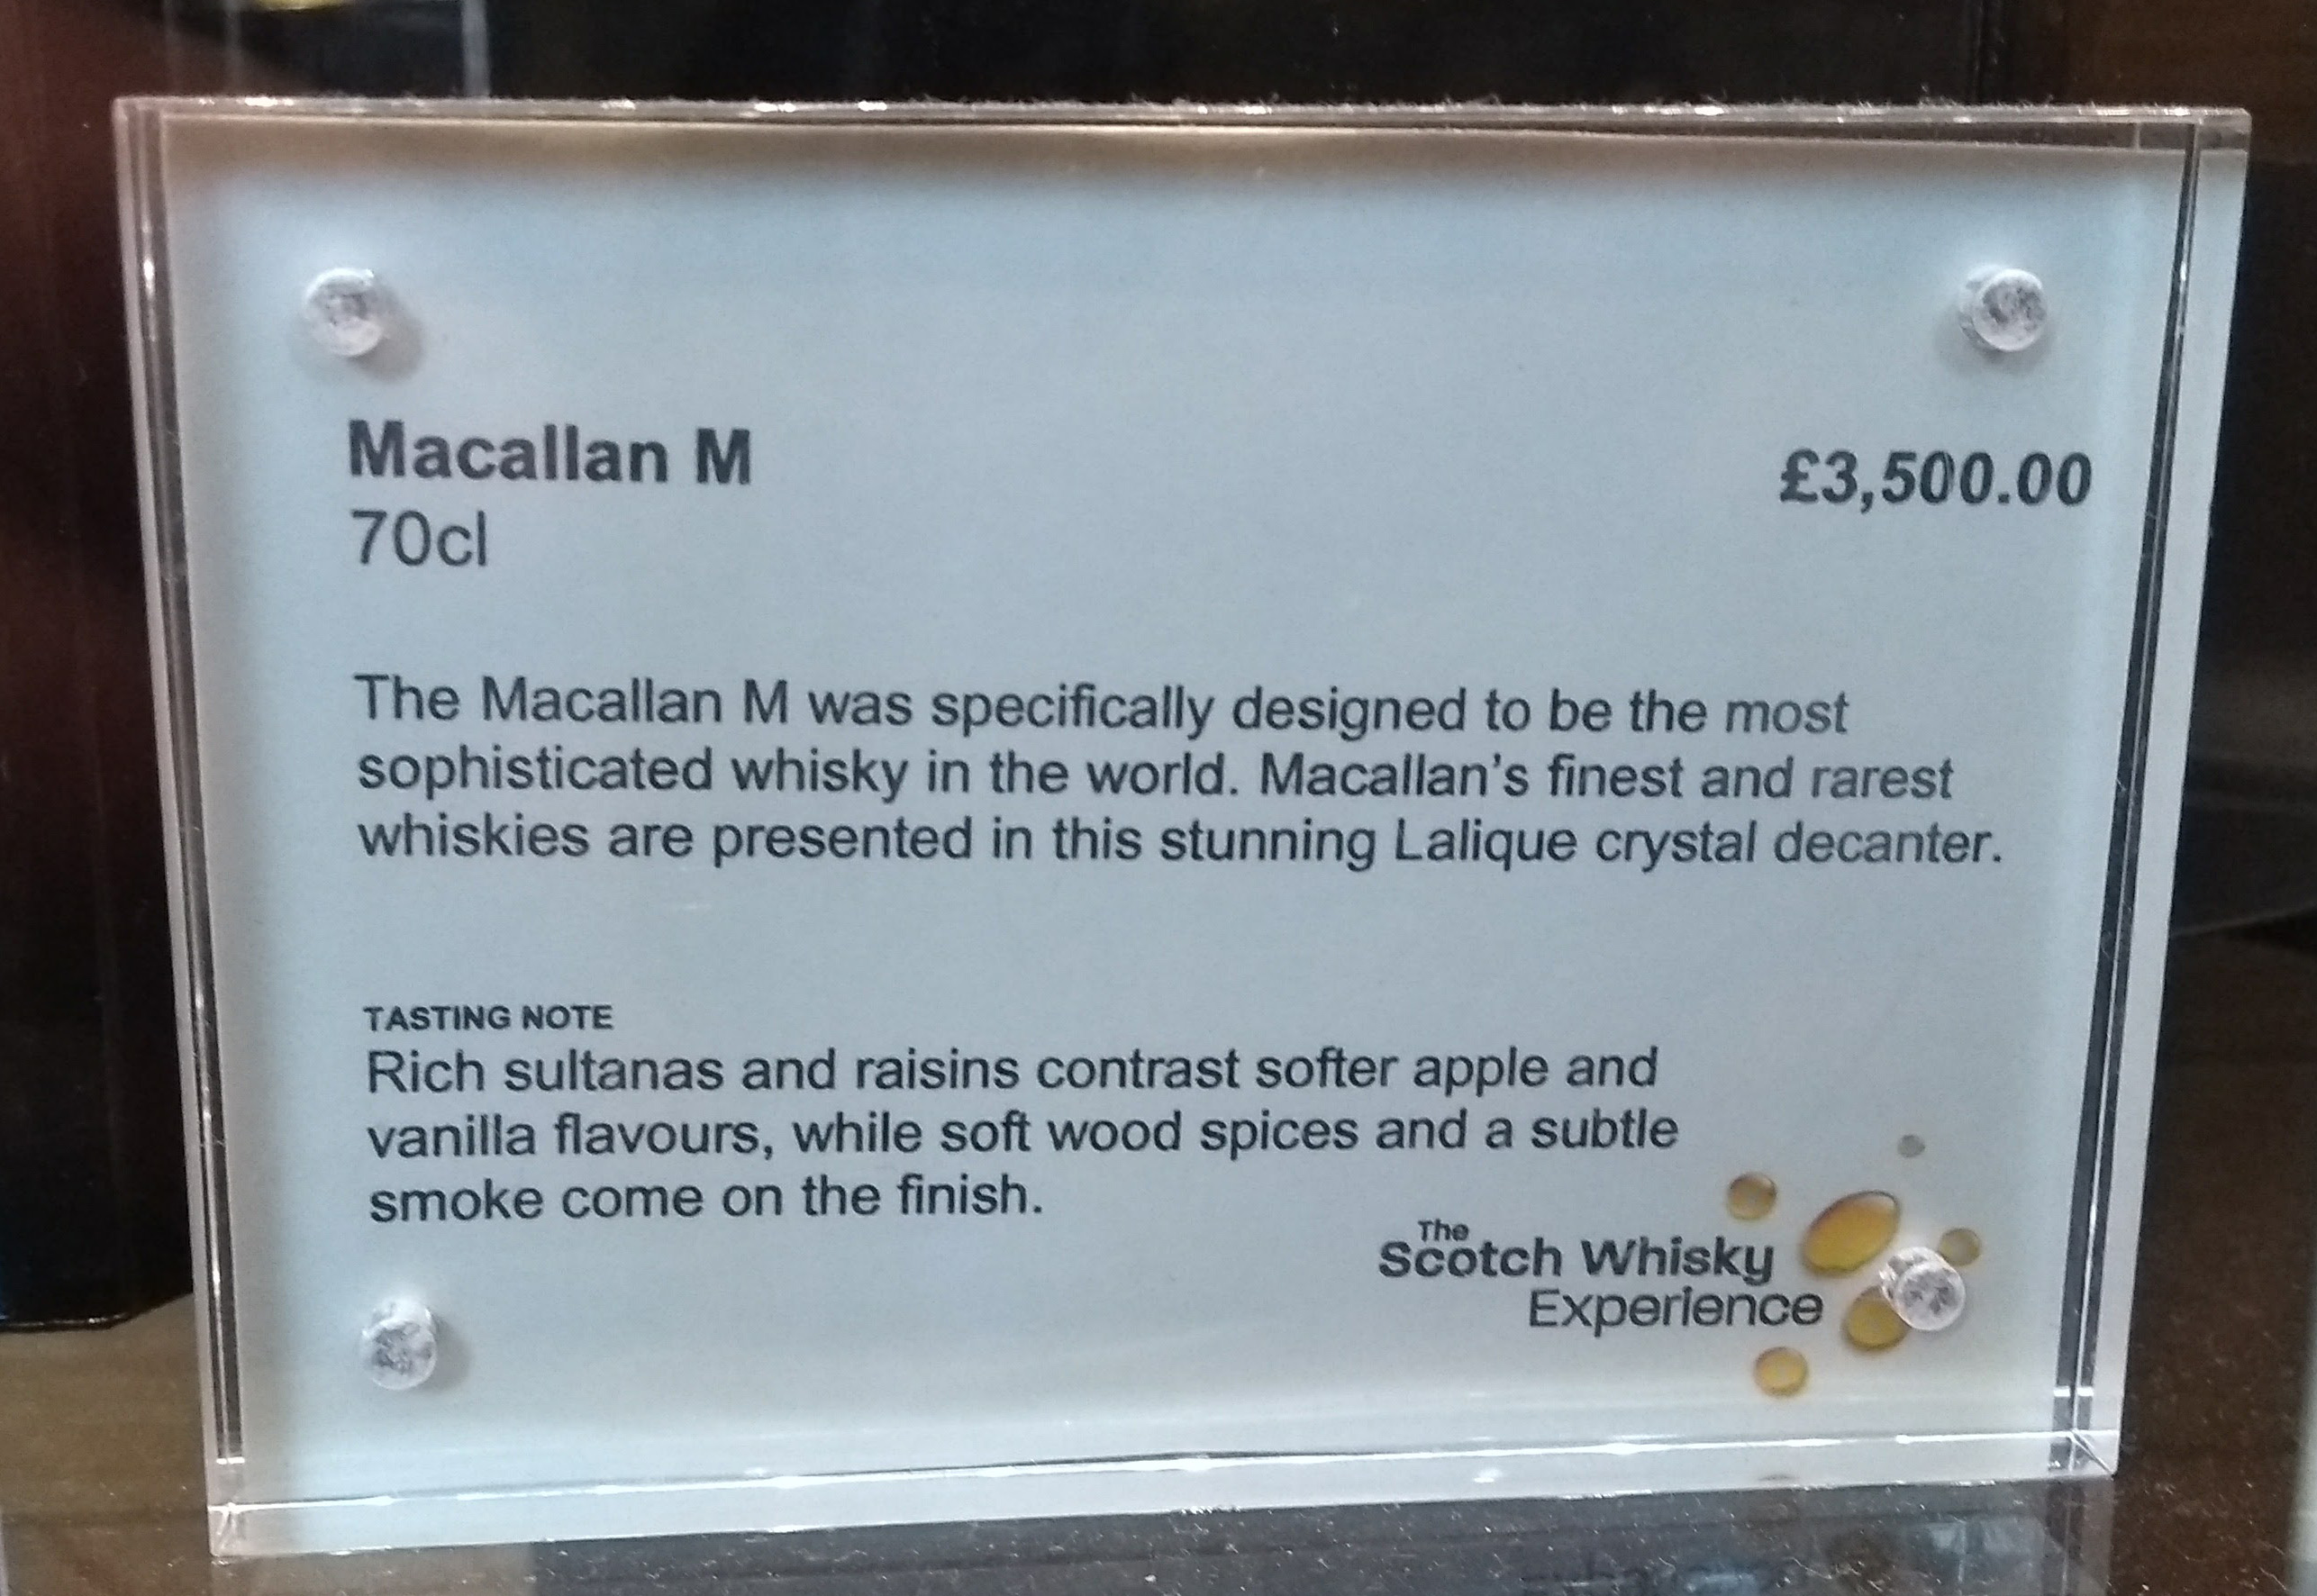 Macallan M
£3,500.00
70cl
The Macallan M was specifically designed to be the most
sophisticated whisky in the world. Macallan's finest and rarest
whiskies are presented in this stunning Lalique crystal decanter.
TASTING NOTE
Rich sultanas and raisins contrast softer apple and
vanilla flavours, while soft wood spices and a subtle
smoke come on the finish.
The
Scotch Whisky
Experience